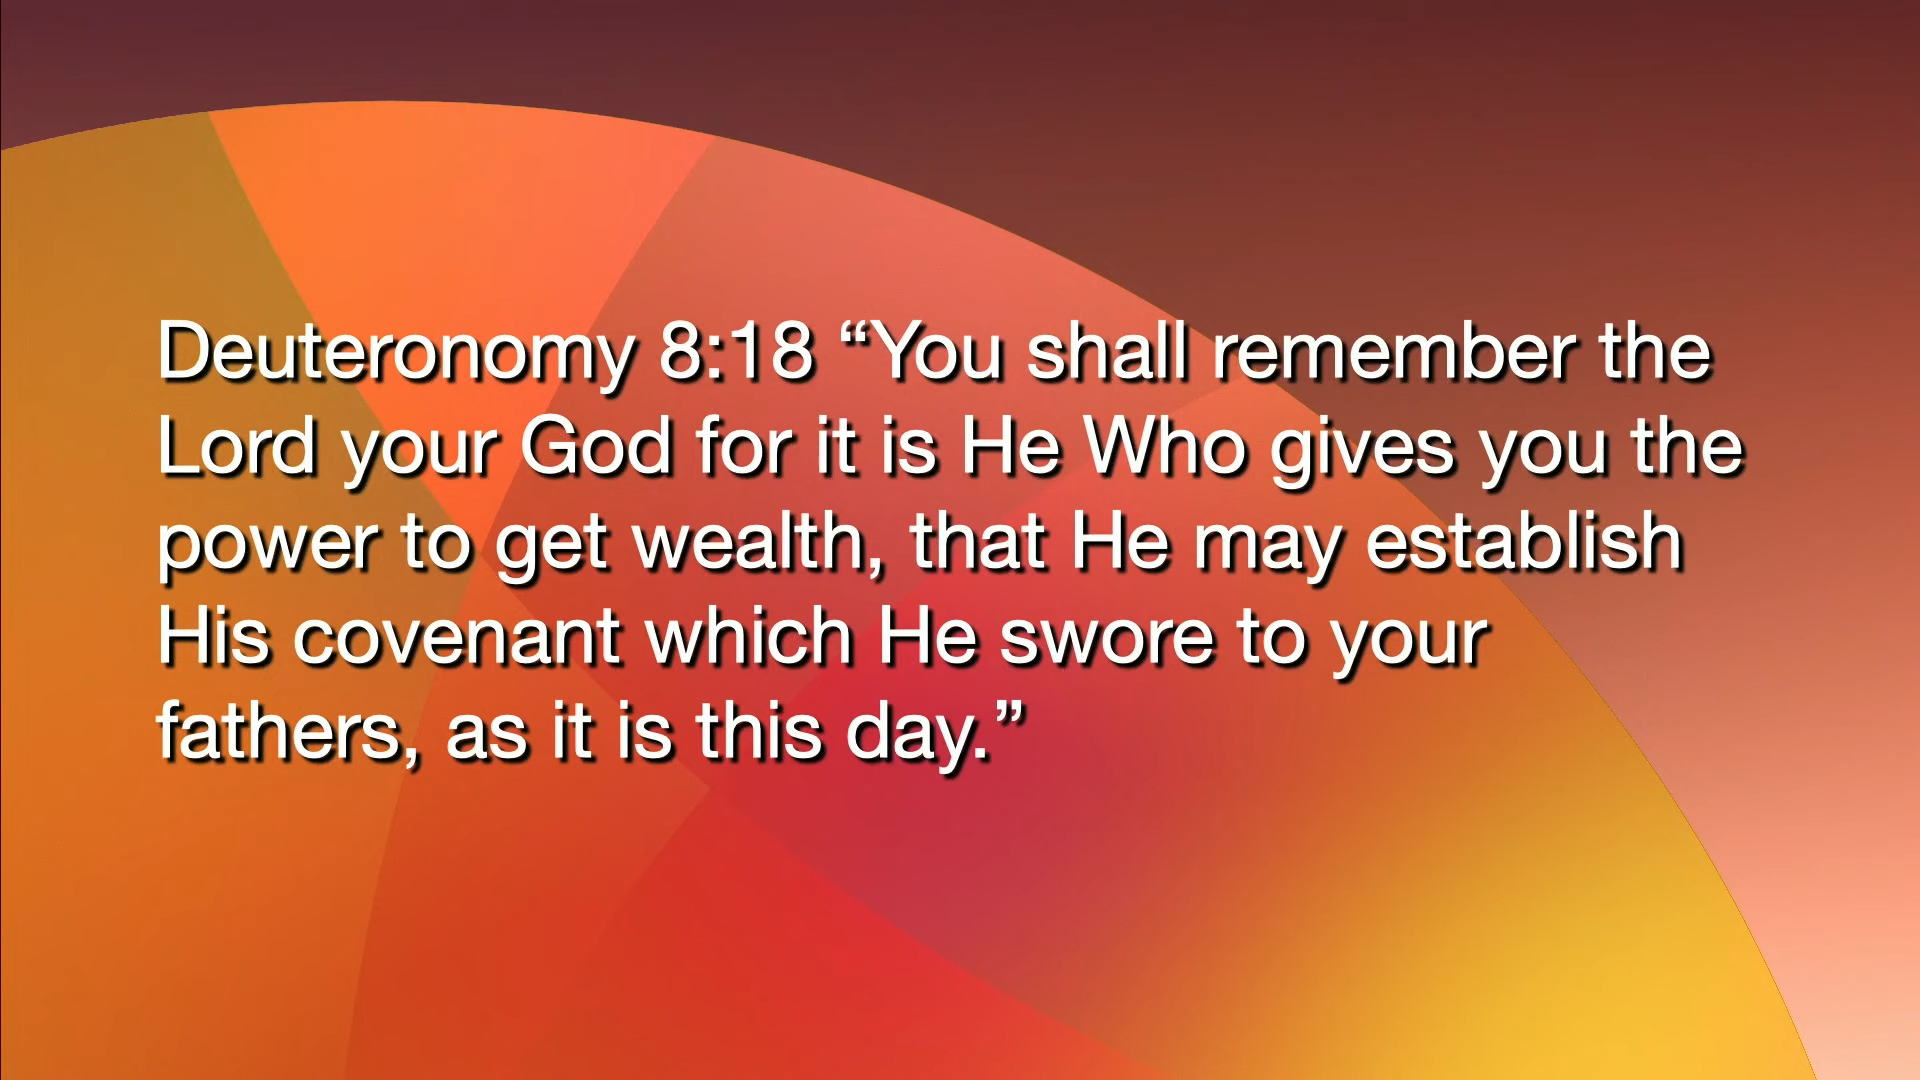 Deuteronomy 8:18 “You shall remember the
Lord your God for it is He Who gives you the
power to get wealth, that He may establish
His covenant which He swore to your
fathers, as it is this day.”